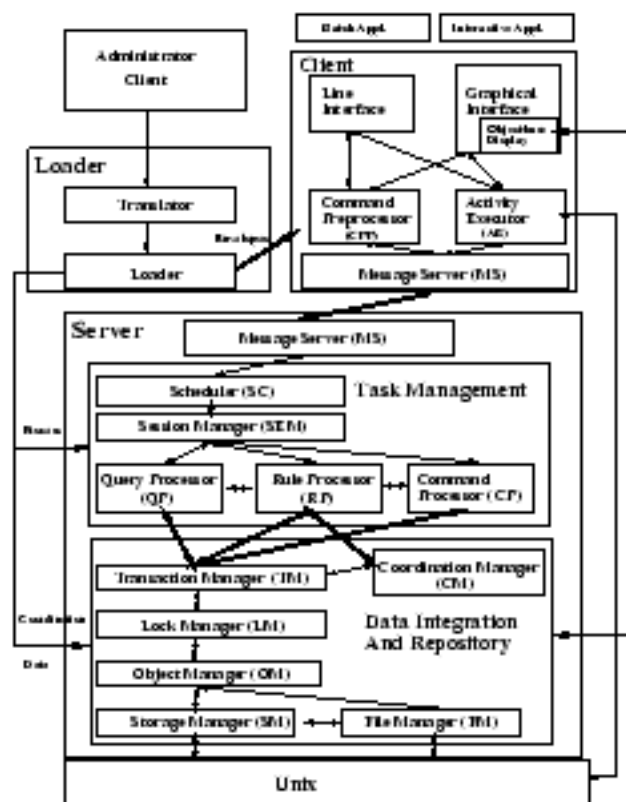 Batch Appl.
Interactive Appl.
Administrator
Client
Client
Line
Interface
Graphical
Interface
Display
Loader
Translator
Loader
Command
Preprocessor
(CPP)
Activity
Executor
(AE)
Message Server (MS)
Server
Message Server (MS)
Task Management
Scheduler (SC)
Session Manager (SEM)
Query Processor
(QP)
Rule Processor
(RP)
Command
Processor (CP)
Transaction Manager (TM)
Coordination Manager
(CM)
Lock Manager (LM)
Data Integration
And Repository
Coordination
Data
Object Manager (OM)
Storage Manager (SM)
File Manager (FM)
Unix